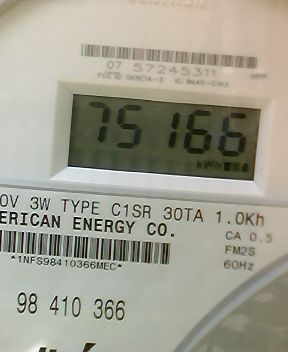 07 57245311
75166
kWh
0V 3W TYPE C1SR 30TA 1.0Kh
ERICAN ENERGY CO.
CA 0.5
FM2S
60Hz
*1NFS98410366MEC*
98 410 366